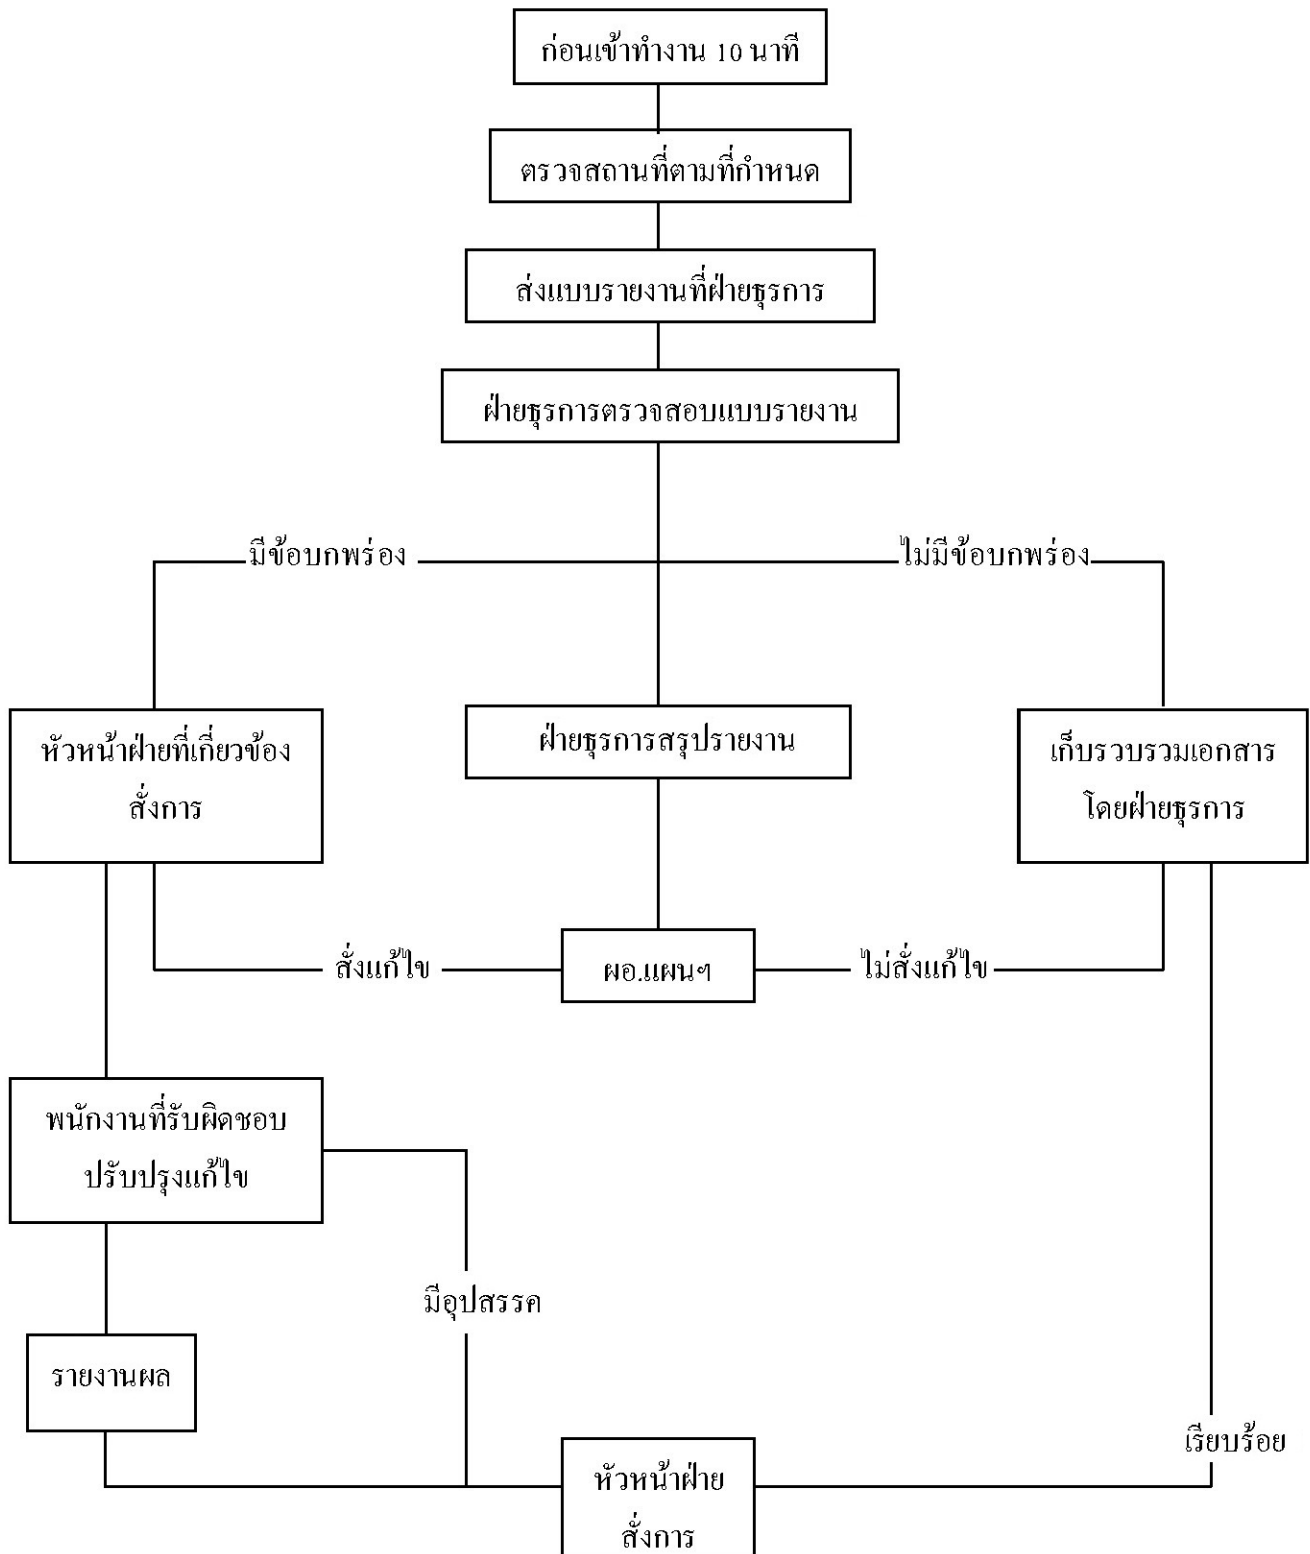 ก่อนเข้าทำงาน 10 นาที
ตรวจสถานที่ตามที่กำหนด
ส่งแบบรายงานที่ฝ่ายธุรการ
ฝ่ายธุรการตรวจสอบแบบรายงาน
มีข้อบกพร่อง
ไม่มีข้อบกพร่อง
หัวหน้าฝ่ายที่เกี่ยวข้อง
สั่งการ
ฝ่ายธุรการสรุปรายงาน
เก็บรวบรวมเอกสาร
โดยฝ่ายธุรการ
สั่งแก้ไข
ผอ.แผนฯ
ไม่สั่งแก้ไข
พนักงานที่รับผิดชอบ
ปรับปรุงแก้ไข
มีอุปสรรค
รายงานผล
เรียบร้อย
หัวหน้าฝ่าย
สั่งการ